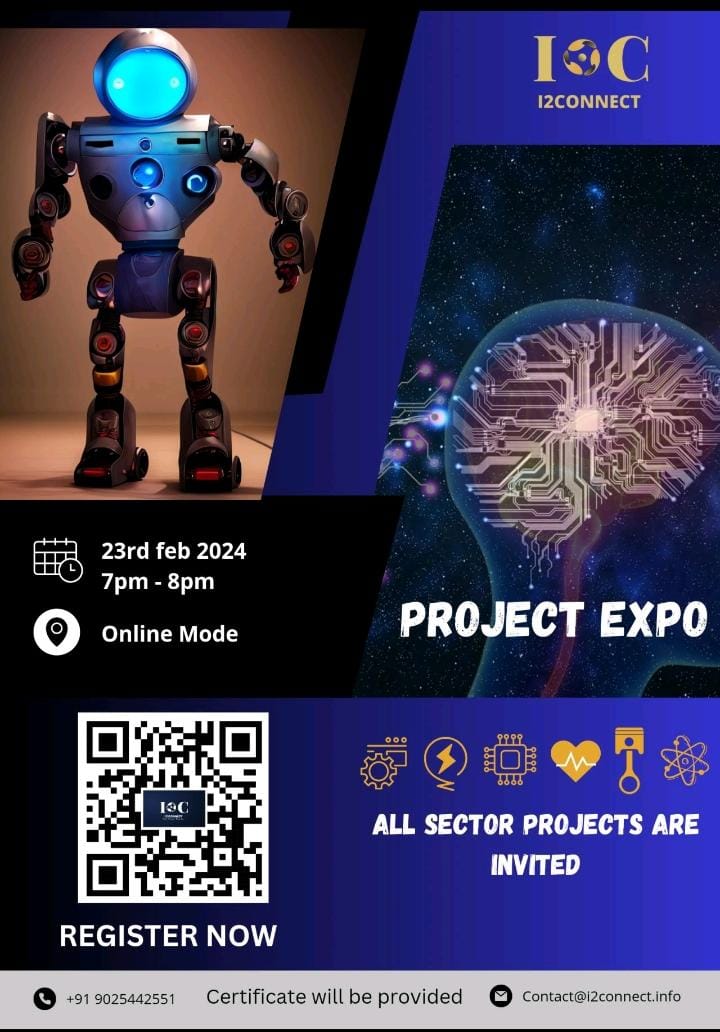 I C
I2CONNECT
23rd feb 2024
7pm - 8pm
Online Mode
PROJECT EXPO
I C
ALL SECTOR PROJECTS ARE
INVITED
REGISTER NOW
+91 9025442551
Certificate will be provided
Contact@i2connect.info